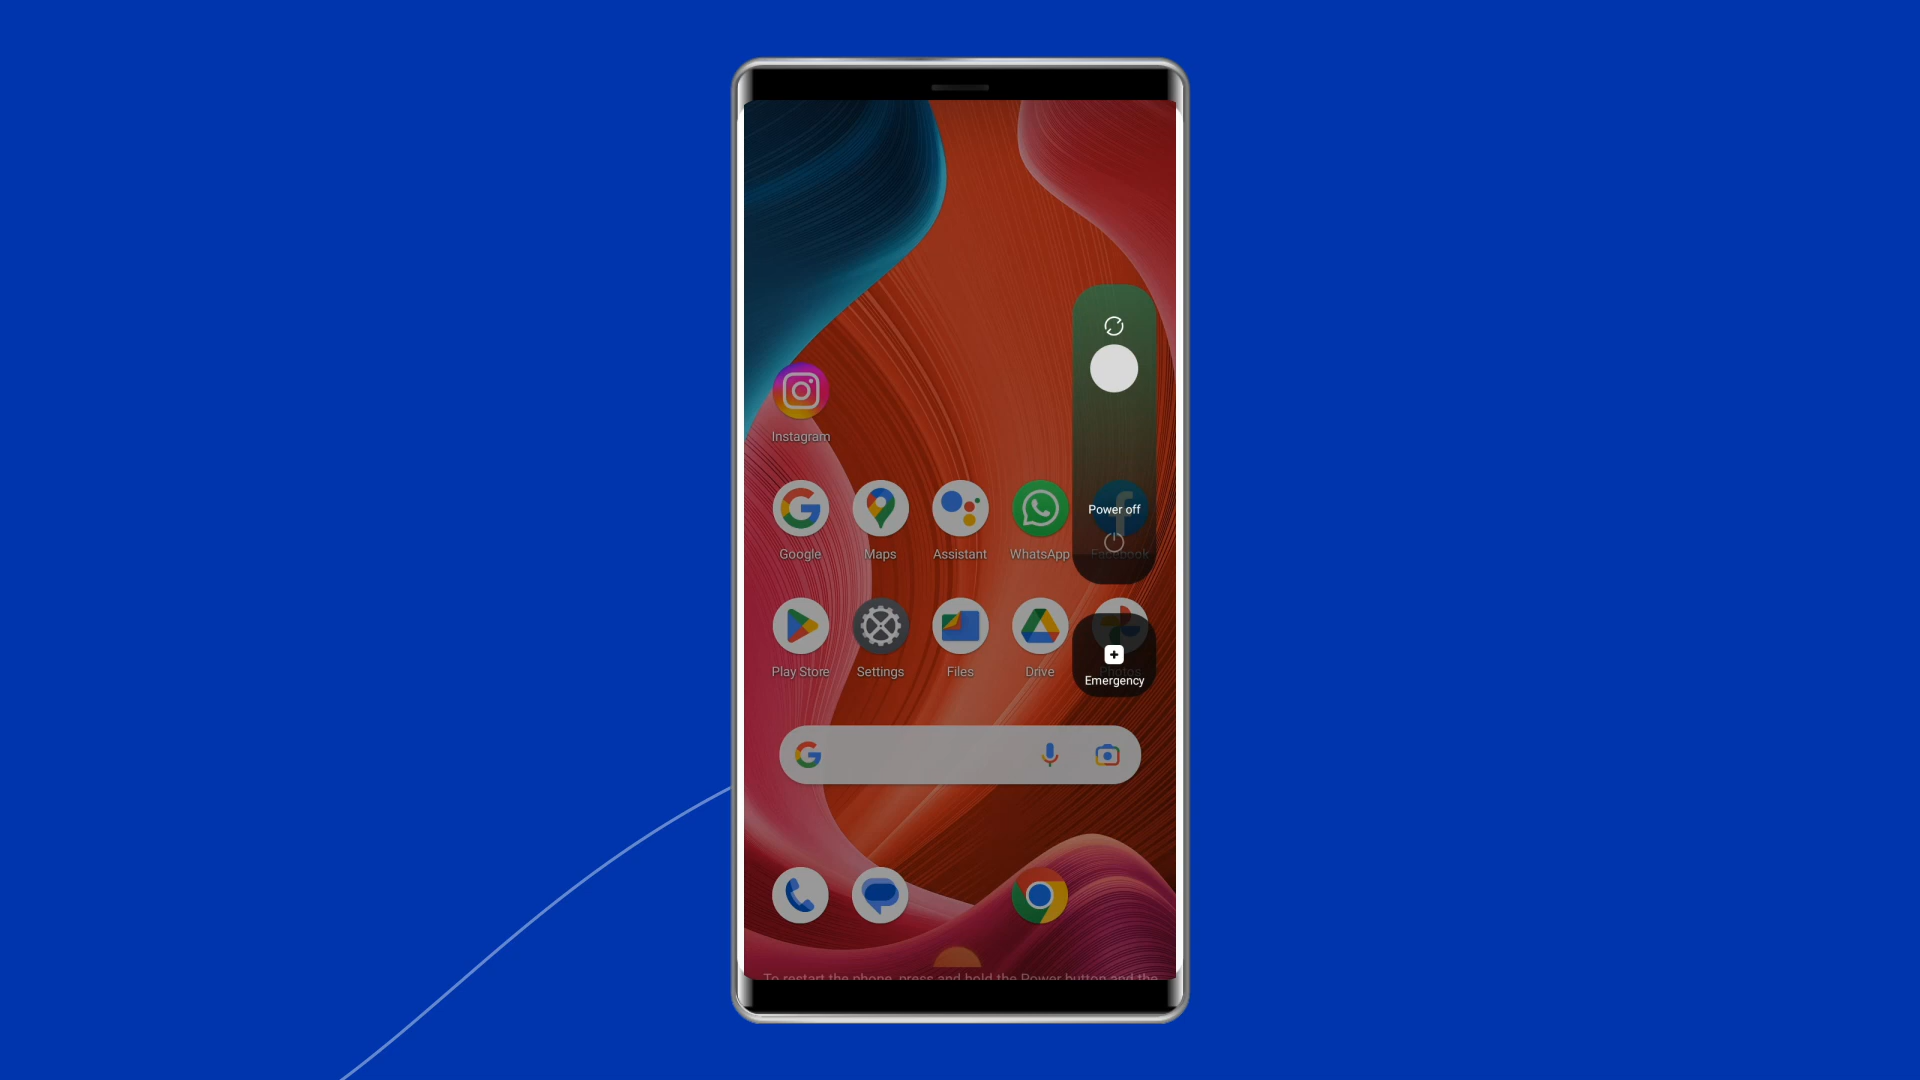 Instagram
Power off
Google
Maps
Assistant
WhatsApp
Facebook
Play Store
Settings
Files
Drive
Photos
Emergency
To restart the phone, press and hold the Power button and the